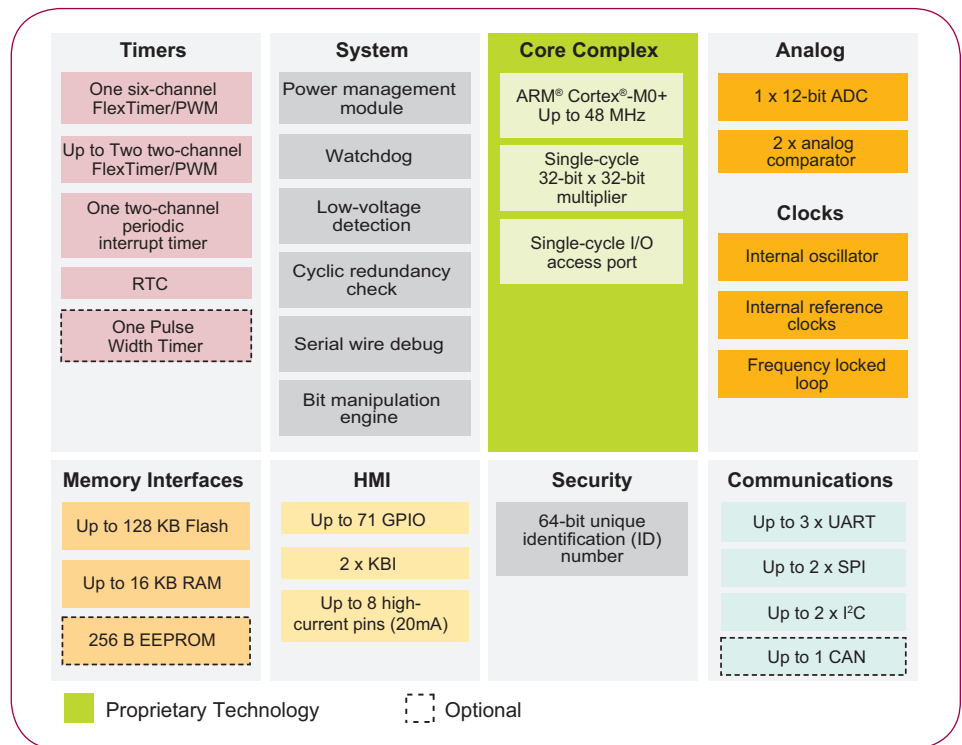 Timers
One six-channel
FlexTimer/PWM
Up to Two two-channel
FlexTimer/PWM
One two-channel
periodic
interrupt timer
RTC
One Pulse
Width Timer
System
Power management
module
Watchdog
Low-voltage
detection
Cyclic redundancy
check
Serial wire debug
Bit manipulation
engine
Core Complex
ARM® Cortex®-M0+
Up to 48 MHz
Single-cycle
32-bit x 32-bit
multiplier
Single-cycle I/O
access port
Analog
1 x 12-bit ADC
2 x analog
comparator
Clocks
Internal oscillator
Internal reference
clocks
Frequency locked
loop
Memory Interfaces
Up to 128 KB Flash
Up to 16 KB RAM
256 B EEPROM
HMI
Up to 71 GPIO
2 x KBI
Up to 8 high-
current pins (20mA)
Security
64-bit unique
identification (ID)
number
Communications
Up to 3 x UART
Up to 2 x SPI
Up to 2 x I²C
Up to 1 CAN
Proprietary Technology
Optional